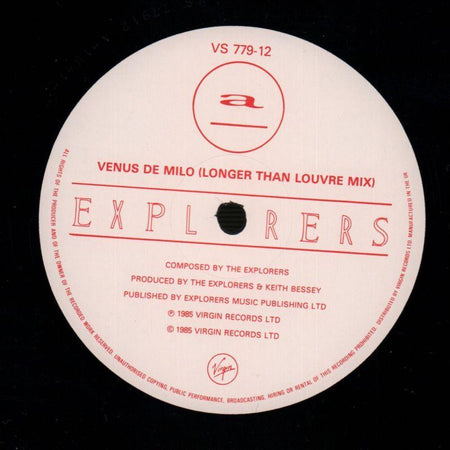 VS 779-12
a
VENUS DE MILO (LONGER THAN LOUVRE MIX)
EXPLORERS
COMPOSED BY THE EXPLORERS
PRODUCED BY THE EXPLORERS & KEITH BESSEY
PUBLISHED BY EXPLORERS MUSIC PUBLISHING LTD
℗ 1985 VIRGIN RECORDS LTD
© 1985 VIRGIN RECORDS LTD
Virgin
ALL RIGHTS OF THE PRODUCER AND OF THE OWNER OF THE RECORDED WORK RESERVED. UNAUTHORISED COPYING, PUBLIC PERFORMANCE, BROADCASTING, HIRING OR RENTAL OF THIS RECORDING PROHIBITED. DISTRIBUTED BY VIRGIN RECORDS LTD. MANUFACTURED IN THE UK